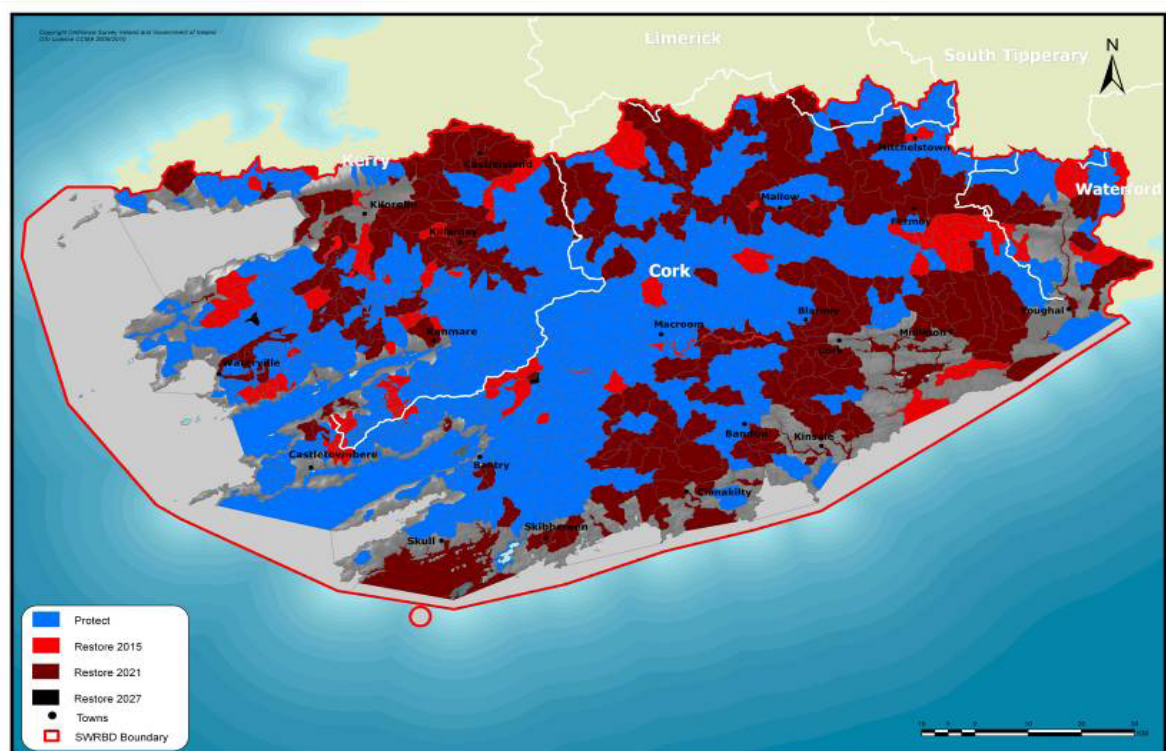 Limerick
South Tipperary
N
Kerry
Castleisland
Mitchelstown
Waterford
Killorglin
Mallow
Fermoy
Killarney
Cork
Youghal
Kenmare
Macroom
Blarney
Midleton
Cork
Waterville
Bandon
Kinsale
Castletownbere
Bantry
Clonakilty
Skibbereen
Skull
Protect
Restore 2015
Restore 2021
Restore 2027
Towns
SWRBD Boundary